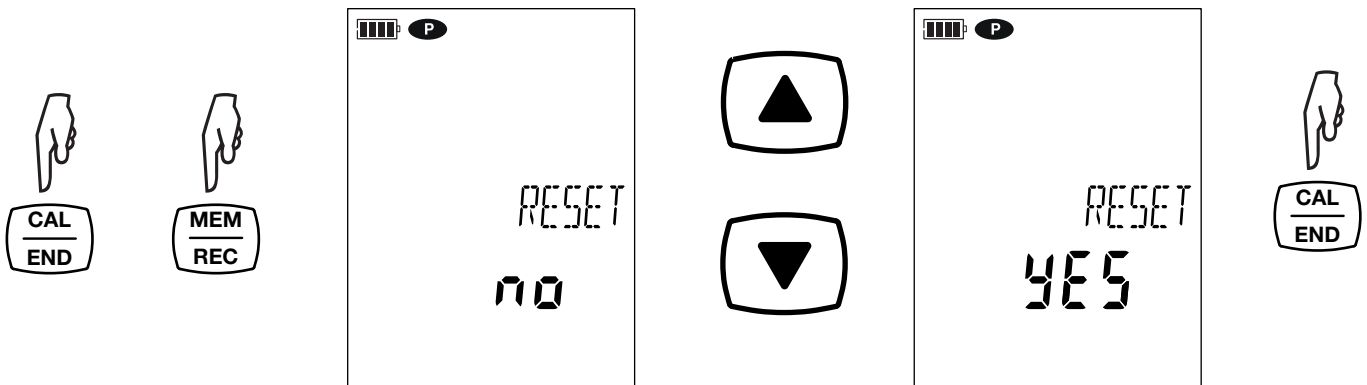 CAL
END
MEM
REC
P
RESET
no
P
RESET
YES
CAL
END